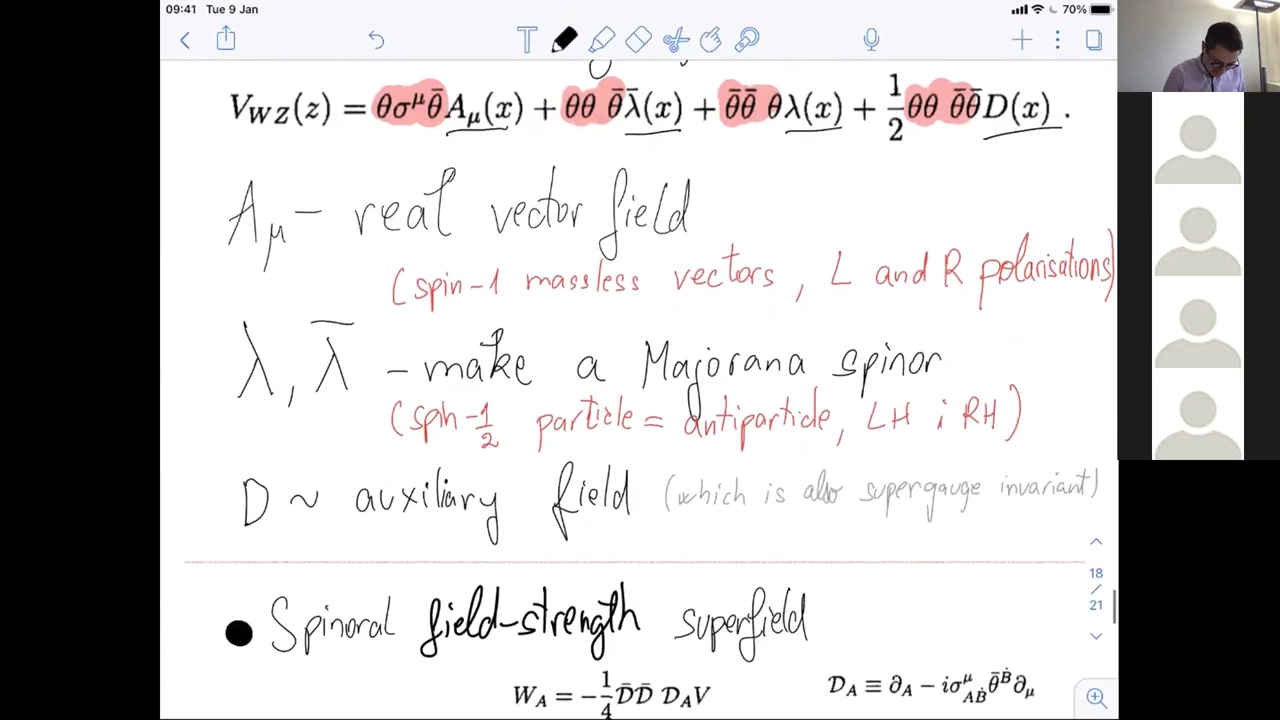 09:41 Tue 9 Jan 70%
V_{WZ}(z) = θσ^μθ̄A_μ(x) + θθ θ̄λ̄(x) + θ̄θ̄ θλ(x) + 1/2 θθ θ̄θ̄D(x) .
A_μ – real vector field
(spin-1 massless vectors, L and R polarisations)
λ, λ̄ – make a Majorana spinor
(spin-1/2 particle = antiparticle, LH i RH)
D ~ auxiliary field (which is also supergauge invariant)
18
/
21
● Spinoral field-strength superfield
W_A = −1/4 D̄D̄ D_A V
D_A ≡ ∂_A − iσ^μ_{AḂ} θ̄^Ḃ ∂_μ